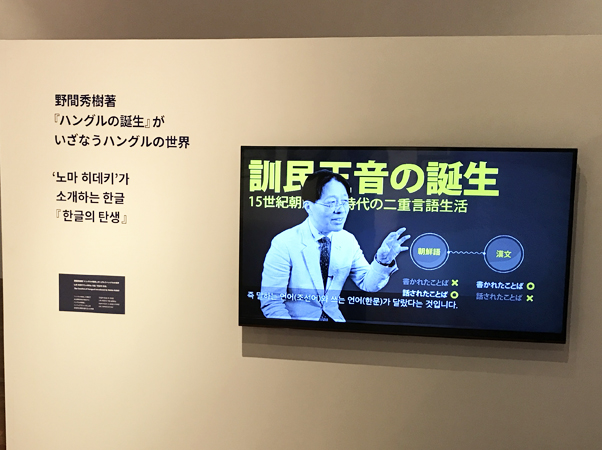 野間秀樹著
『ハングルの誕生』が
いざなうハングルの世界
‘노마 히데키’가
소개하는 한글
『한글의 탄생』
訓民正音の誕生
15世紀朝 時代の二重言語生活
朝鮮語
漢文
書かれたことば ×
書かれたことば ○
話されたことば ○
話されたことば ×
즉 말하는 언어(조선어)와 쓰는 언어(한문)가 달랐다는 것입니다.